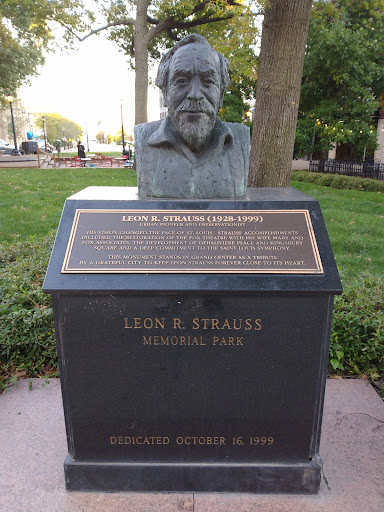 LEON R. STRAUSS (1928-1999)
URBAN PIONEER AND PRESERVATIONIST
HIS VISION CHANGED THE FACE OF ST. LOUIS. STRAUSS' ACCOMPLISHMENTS
INCLUDED THE RESTORATION OF THE FOX THEATRE WITH HIS WIFE MARY AND
FOX ASSOCIATES, THE DEVELOPMENT OF DEBALIVIERE PLACE AND KINGSBURY
SQUARE AND A DEEP COMMITMENT TO THE SAINT LOUIS SYMPHONY.
THIS MONUMENT STANDS IN GRAND CENTER AS A TRIBUTE
BY A GRATEFUL CITY TO KEEP LEON STRAUSS FOREVER CLOSE TO ITS HEART.
LEON R. STRAUSS
MEMORIAL PARK
DEDICATED OCTOBER 16, 1999